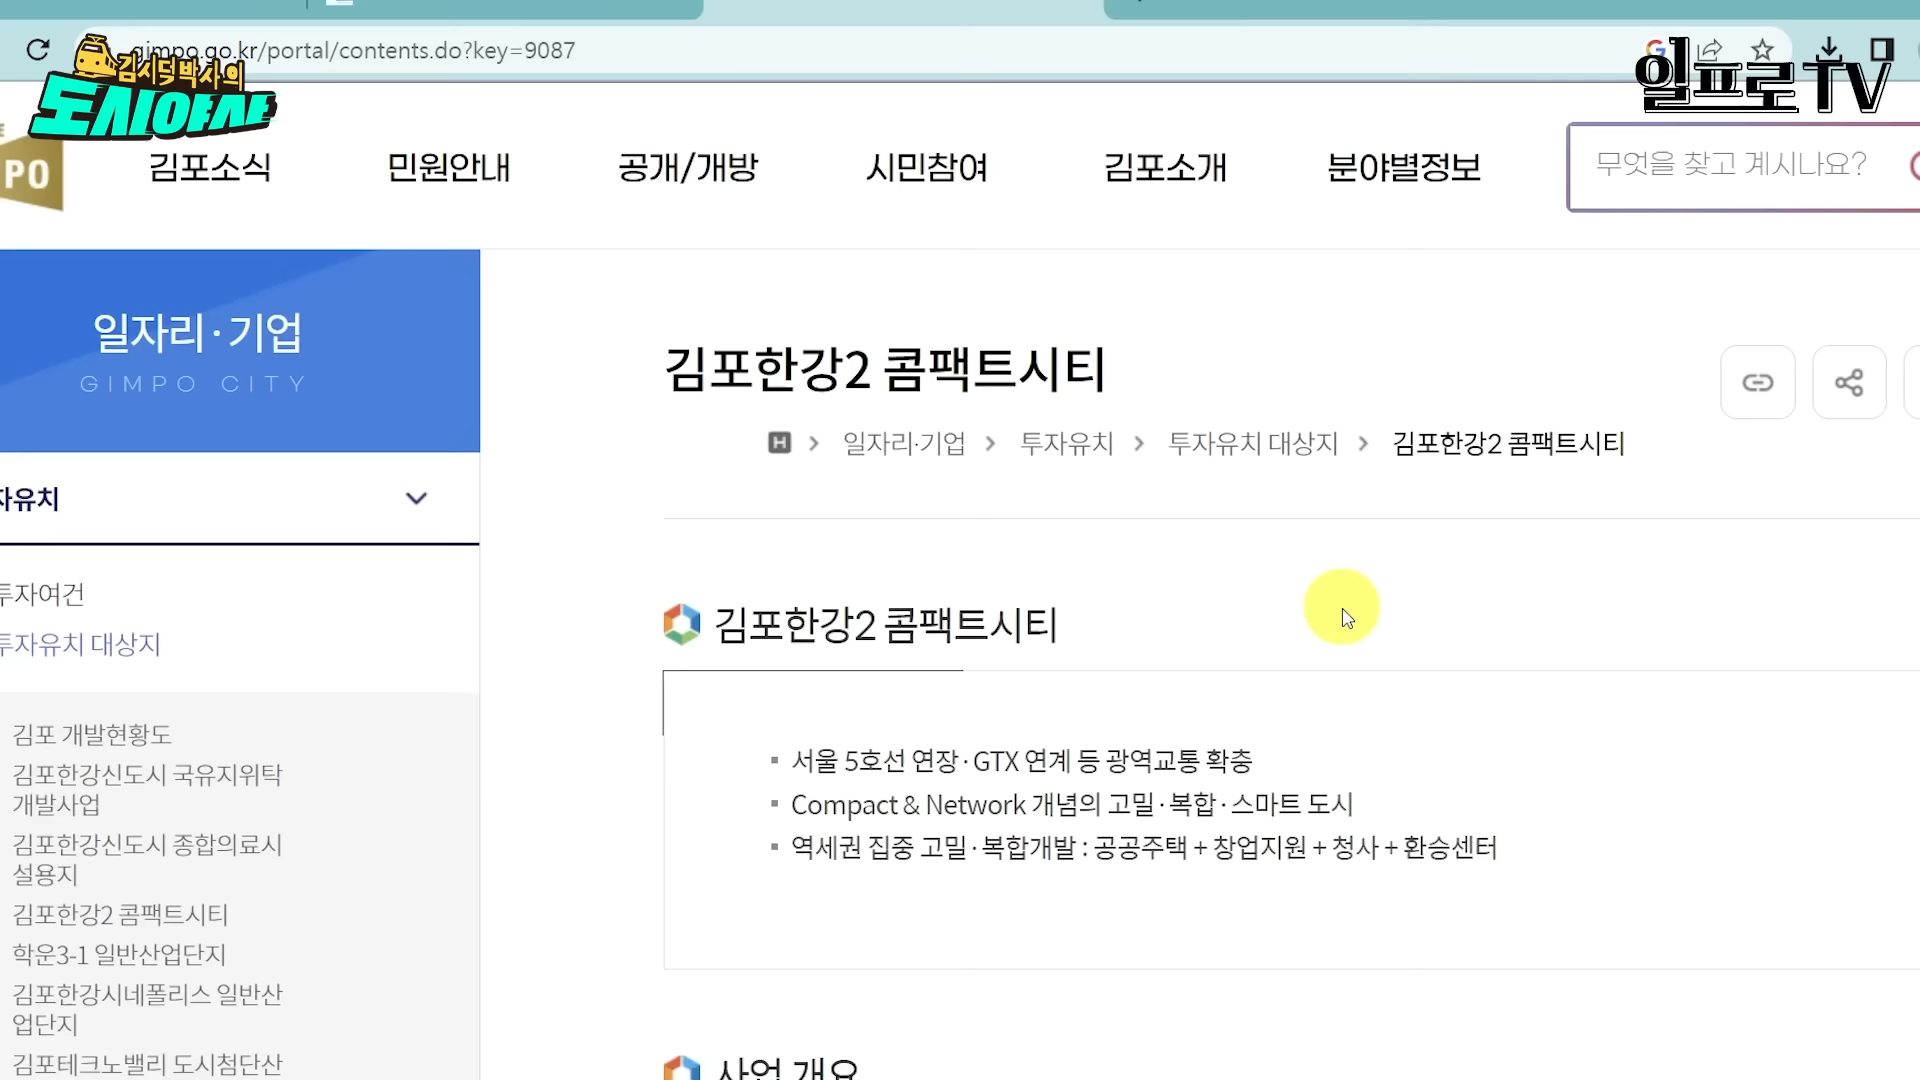 gimpo.go.kr/portal/contents.do?key=9087
김시덕박사의
도시야사
일프로TV
PO
김포소식
민원안내
공개/개방
시민참여
김포소개
분야별정보
무엇을 찾고 계시나요?
일자리·기업
GIMPO CITY
자유치
투자여건
투자유치 대상지
김포 개발현황도
김포한강신도시 국유지위탁
개발사업
김포한강신도시 종합의료시
설용지
김포한강2 콤팩트시티
학운3-1 일반산업단지
김포한강시네폴리스 일반산
업단지
김포테크노밸리 도시첨단산
김포한강2 콤팩트시티
H > 일자리·기업 > 투자유치 > 투자유치 대상지 > 김포한강2 콤팩트시티
김포한강2 콤팩트시티
▪ 서울 5호선 연장·GTX 연계 등 광역교통 확충
▪ Compact & Network 개념의 고밀·복합·스마트 도시
▪ 역세권 집중 고밀·복합개발 : 공공주택 + 창업지원 + 청사 + 환승센터
사업 개요